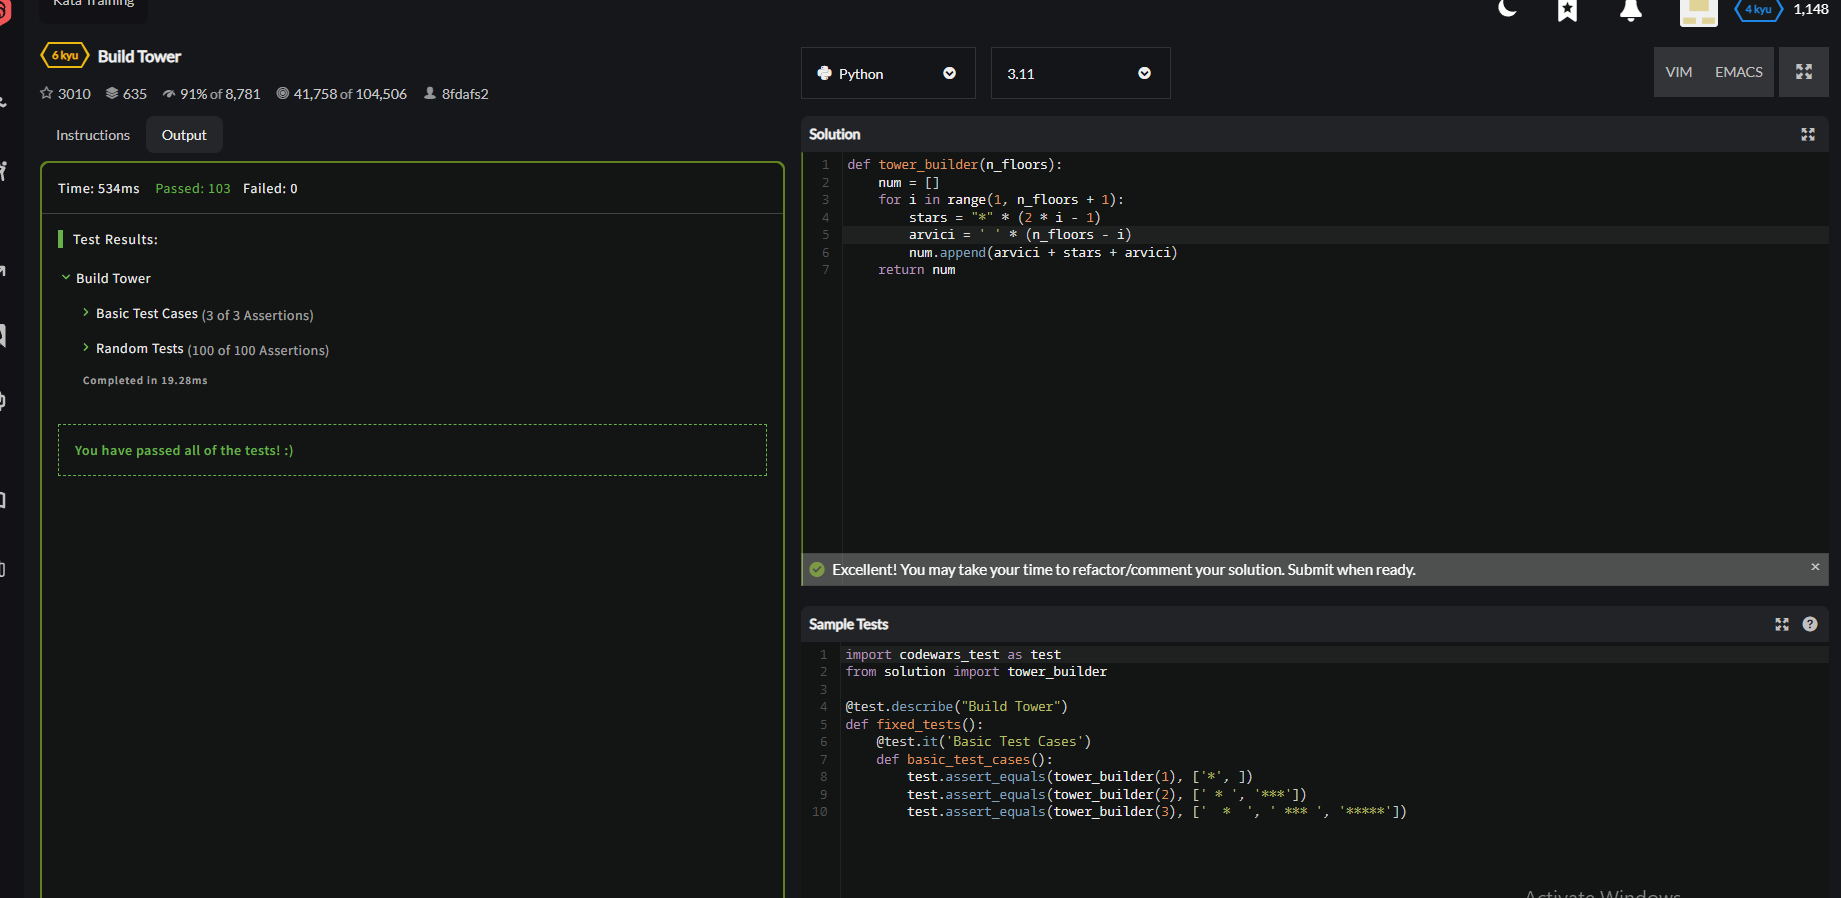 Kata Training
4 kyu 1,148
6 kyu Build Tower
3010 635 91% of 8,781 41,758 of 104,506 8fdafs2
Instructions Output
Time: 534ms Passed: 103 Failed: 0
Test Results:
Build Tower
Basic Test Cases (3 of 3 Assertions)
Random Tests (100 of 100 Assertions)
Completed in 19.28ms
You have passed all of the tests! :)
Python 3.11 VIM EMACS
Solution
1 def tower_builder(n_floors):
2     num = []
3     for i in range(1, n_floors + 1):
4         stars = "*" * (2 * i - 1)
5         arvici = ' ' * (n_floors - i)
6         num.append(arvici + stars + arvici)
7     return num
Excellent! You may take your time to refactor/comment your solution. Submit when ready. ×
Sample Tests ?
1 import codewars_test as test
2 from solution import tower_builder
3
4 @test.describe("Build Tower")
5 def fixed_tests():
6     @test.it('Basic Test Cases')
7     def basic_test_cases():
8         test.assert_equals(tower_builder(1), ['*', ])
9         test.assert_equals(tower_builder(2), [' * ', '***'])
10         test.assert_equals(tower_builder(3), ['  *  ', ' *** ', '*****'])
Activate Windows